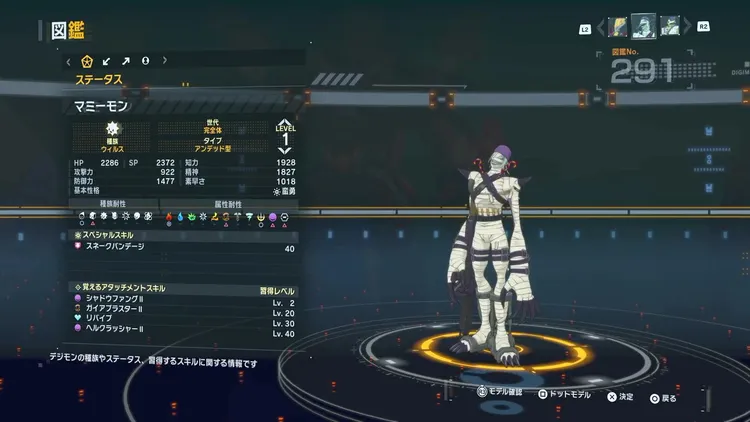 図鑑
L2
R2
図鑑No.
291
ステータス
マミーモン
種族
ウィルス
世代
完全体
タイプ
アンデッド型
LEVEL
1
HP 2286 SP 2372 知力 1928
攻撃力 922 精神 1827
防御力 1477 素早さ 1018
基本性格 蛮勇
種族耐性 属性耐性
スペシャルスキル
スネークバンデージ 40
覚えるアタッチメントスキル 習得レベル
シャドウファングⅡ Lv. 2
ガイアブラスターⅡ Lv. 20
リバイブ Lv. 30
ヘルクラッシャーⅡ Lv. 40
デジモンの種族やステータス、習得するスキルに関する情報です
モデル確認 ドットモデル 決定 戻る